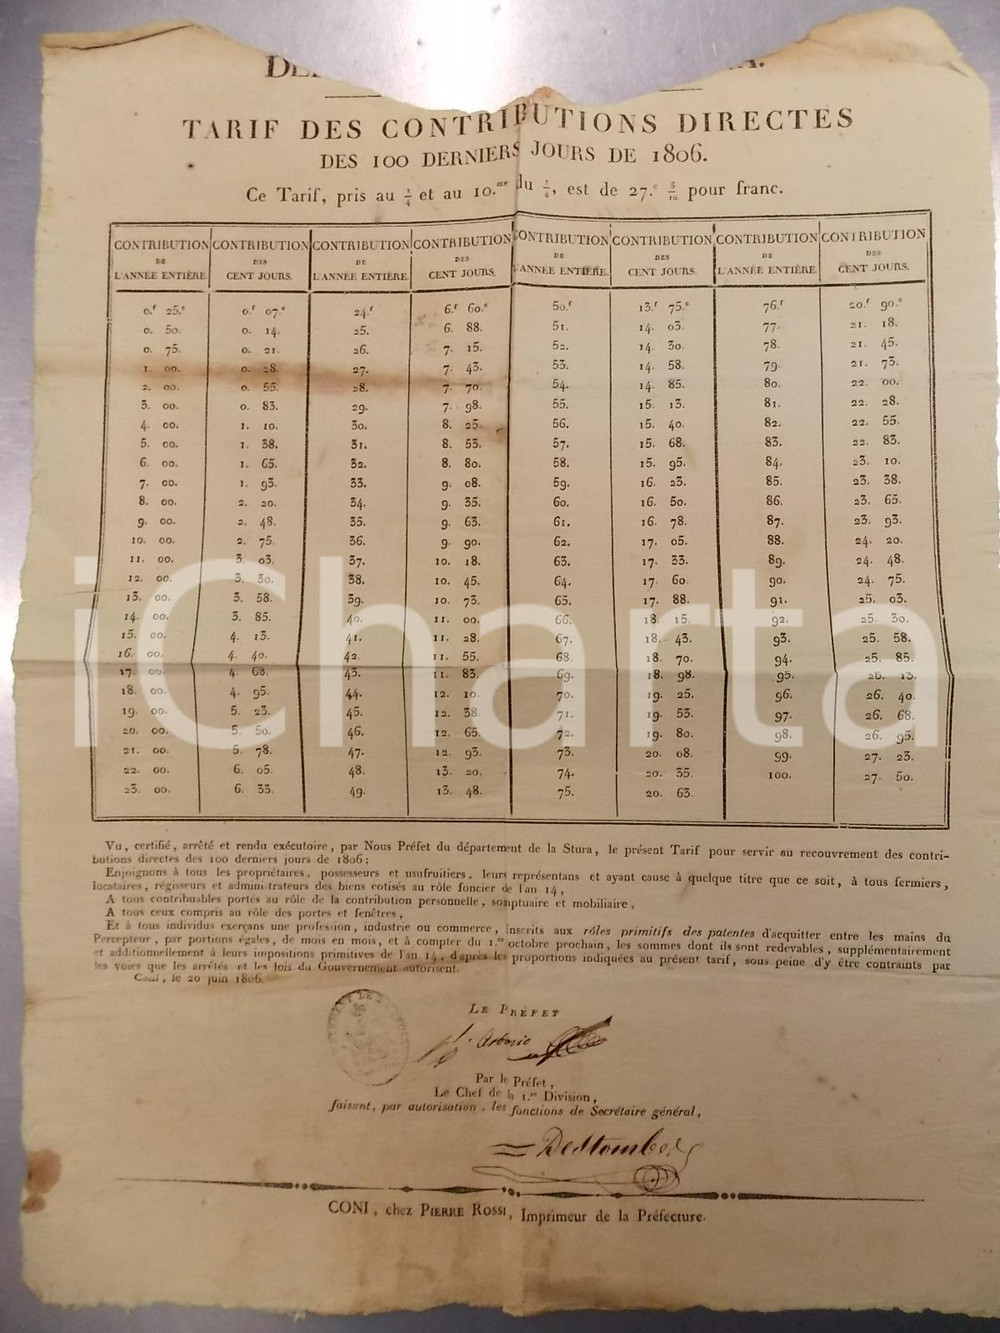 TARIF DES CONTRIBUTIONS DIRECTES
DES 100 DERNIERS JOURS DE 1806.
Ce Tarif, pris au 1/4 et au 10.me du 1/4, est de 27.c 5/10 pour franc.
CONTRIBUTION DE L'ANNÉE ENTIÈRE. CONTRIBUTION DES CENT JOURS. CONTRIBUTION DE L'ANNÉE ENTIÈRE. CONTRIBUTION DES CENT JOURS. CONTRIBUTION DE L'ANNÉE ENTIÈRE. CONTRIBUTION DES CENT JOURS. CONTRIBUTION DE L'ANNÉE ENTIÈRE. CONTRIBUTION DES CENT JOURS.
0.f 25.c 0.f 07.c 24.f 6.f 60.c 50.f 13.f 75.c 76.f 20.f 90.c
0. 50. 0. 14. 25. 6. 88. 51. 14. 03. 77. 21. 18.
0. 75. 0. 21. 26. 7. 15. 52. 14. 30. 78. 21. 45.
1. 00. 0. 28. 27. 7. 43. 53. 14. 58. 79. 21. 73.
2. 00. 0. 55. 28. 7. 70. 54. 14. 85. 80. 22. 00.
3. 00. 0. 83. 29. 7. 98. 55. 15. 13. 81. 22. 28.
4. 00. 1. 10. 30. 8. 25. 56. 15. 40. 82. 22. 55.
5. 00. 1. 38. 31. 8. 53. 57. 15. 68. 83. 22. 83.
6. 00. 1. 65. 32. 8. 80. 58. 15. 95. 84. 23. 10.
7. 00. 1. 93. 33. 9. 08. 59. 16. 23. 85. 23. 38.
8. 00. 2. 20. 34. 9. 35. 60. 16. 50. 86. 23. 65.
9. 00. 2. 48. 35. 9. 63. 61. 16. 78. 87. 23. 93.
10. 00. 2. 75. 36. 9. 90. 62. 17. 05. 88. 24. 20.
11. 00. 3. 03. 37. 10. 18. 63. 17. 33. 89. 24. 48.
12. 00. 3. 30. 38. 10. 45. 64. 17. 60. 90. 24. 75.
13. 00. 3. 58. 39. 10. 73. 65. 17. 88. 91. 25. 03.
14. 00. 3. 85. 40. 11. 00. 66. 18. 15. 92. 25. 30.
15. 00. 4. 13. 41. 11. 28. 67. 18. 43. 93. 25. 58.
16. 00. 4. 40. 42. 11. 55. 68. 18. 70. 94. 25. 85.
17. 00. 4. 68. 43. 11. 83. 69. 18. 98. 95. 26. 13.
18. 00. 4. 95. 44. 12. 10. 70. 19. 25. 96. 26. 40.
19. 00. 5. 23. 45. 12. 38. 71. 19. 53. 97. 26. 68.
20. 00. 5. 50. 46. 12. 65. 72. 19. 80. 98. 26. 95.
21. 00. 5. 78. 47. 12. 93. 73. 20. 08. 99. 27. 23.
22. 00. 6. 05. 48. 13. 20. 74. 20. 35. 100. 27. 50.
23. 00. 6. 33. 49. 13. 48. 75. 20. 63.
iCharta
Vu, certifié, arrêté et rendu exécutoire, par Nous Préfet du département de la Stura, le présent Tarif pour servir au recouvrement des contri-
butions directes des 100 derniers jours de 1806;
Enjoignons à tous les propriétaires, possesseurs et usufruitiers, leurs représentans et ayant cause à quelque titre que ce soit, à tous fermiers,
locataires, régisseurs et administrateurs des biens cotisés au rôle foncier de l'an 14,
A tous contribuables portés au rôle de la contribution personnelle, somptuaire et mobiliaire,
A tous ceux compris au rôle des portes et fenêtres,
Et à tous individus exerçans une profession, industrie ou commerce, inscrits aux rôles primitifs des patentes d'acquitter entre les mains du
Percepteur, par portions égales, de mois en mois, et à compter du 1.er octobre prochain, les sommes dont ils sont redevables, supplémentairement
et additionnellement à leurs impositions primitives de l'an 14, d'après les proportions indiquées au présent tarif, sous peine d'y être contraints par
les voies que les arrêtés et les lois du Gouvernement autorisent.
Coni, le 20 juin 1806.
LE PRÉFET
Arborio
Par le Préfet,
Le Chef de la 1.re Division,
faisant, par autorisation, les fonctions de Secrétaire général,
CONI, chez PIERRE ROSSI, Imprimeur de la Préfecture.